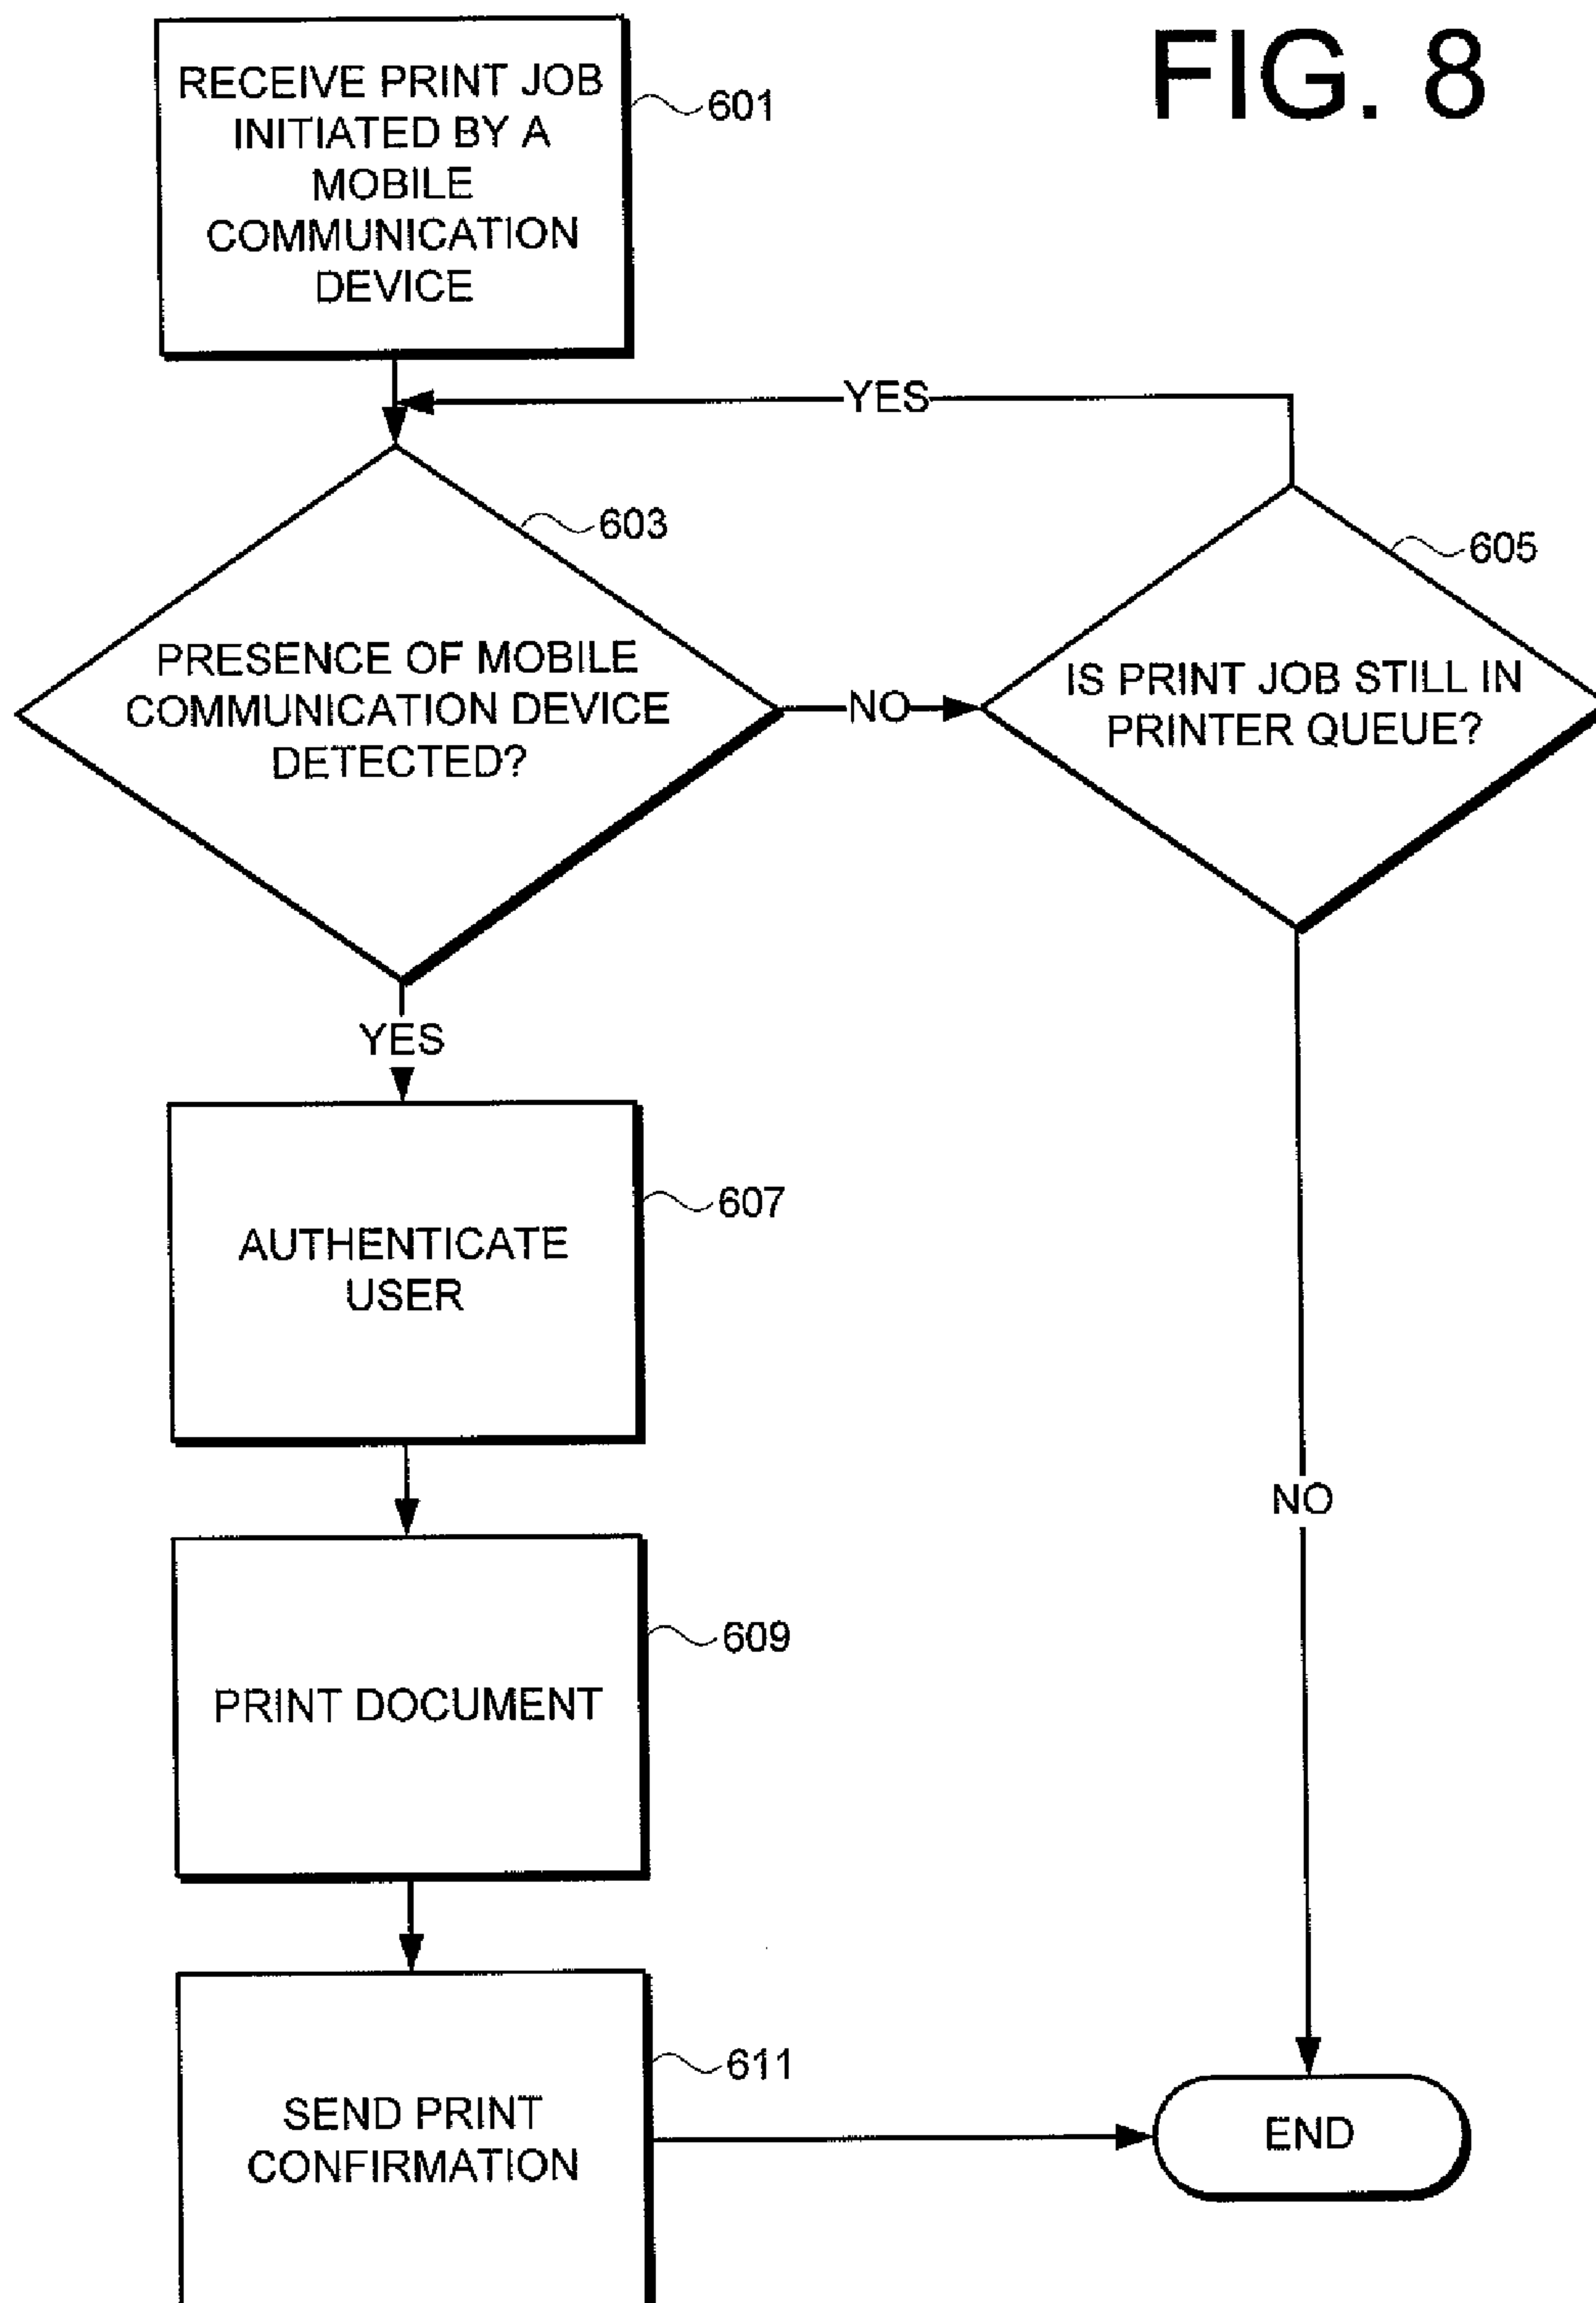 FIG. 8
RECEIVE PRINT JOB
INITIATED BY A
MOBILE
COMMUNICATION
DEVICE
601
YES
603
605
PRESENCE OF MOBILE
COMMUNICATION DEVICE
DETECTED?
NO
IS PRINT JOB STILL IN
PRINTER QUEUE?
YES
607
AUTHENTICATE
USER
NO
609
PRINT DOCUMENT
611
SEND PRINT
CONFIRMATION
END